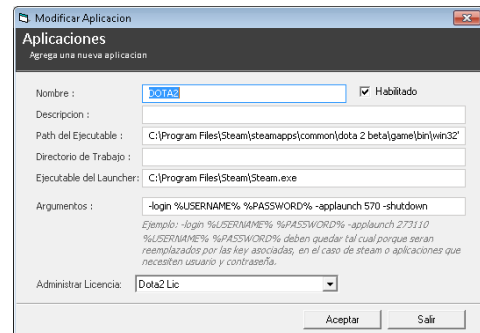 Modificar Aplicacion
Aplicaciones
Agrega una nueva aplicacion
Nombre : DOTA2 Habilitado
Descripcion :
Path del Ejecutable : C:\Program Files\Steam\steamapps\common\dota 2 beta\game\bin\win32'
Directorio de Trabajo :
Ejecutable del Launcher: C:\Program Files\Steam\Steam.exe
Argumentos : -login %USERNAME% %PASSWORD% -applaunch 570 -shutdown
Ejemplo: -login %USERNAME% %PASSWORD% -applaunch 273110
%USERNAME% %PASSWORD% deben quedar tal cual porque seran
reemplazados por las key asociadas, en el caso de steam o aplicaciones que
necesiten usuario y contraseña.
Administrar Licencia: Dota2 Lic
Aceptar Salir